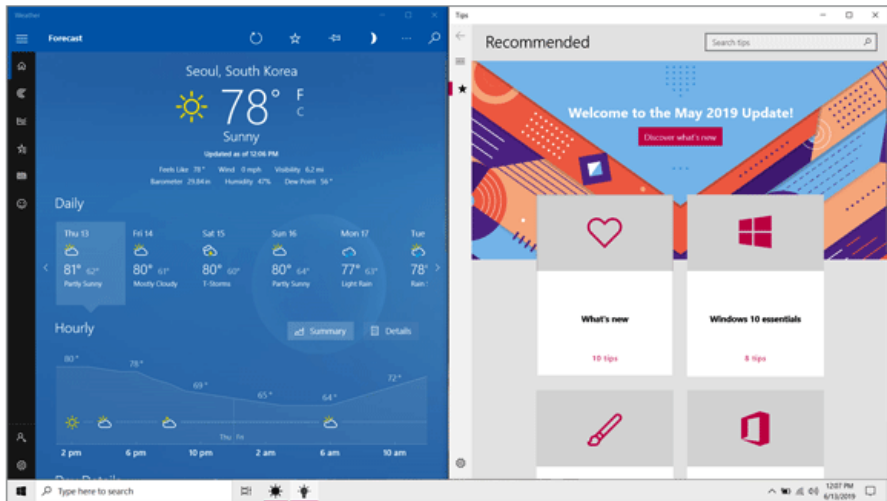 Weather
Forecast
Seoul, South Korea
78° F
C
Sunny
Updated as of 12:06 PM
Feels Like 78° Wind 0 mph Visibility 6.2 mi
Barometer 29.84 in Humidity 47% Dew Point 56°
Daily
Thu 13 Fri 14 Sat 15 Sun 16 Mon 17 Tue
81° 62° 80° 61° 80° 60° 80° 64° 77° 63° 78°
Partly Sunny Mostly Cloudy T-Storms Partly Sunny Light Rain Rain
Hourly
Summary Details
80° 78° 69° 65° 64° 72°
Thu Fri
2 pm 6 pm 10 pm 2 am 6 am 10 am
Day Details
Tips
Recommended
Search tips
Welcome to the May 2019 Update!
Discover what's new
What's new
10 tips
Windows 10 essentials
8 tips
Type here to search
12:07 PM
6/13/2019